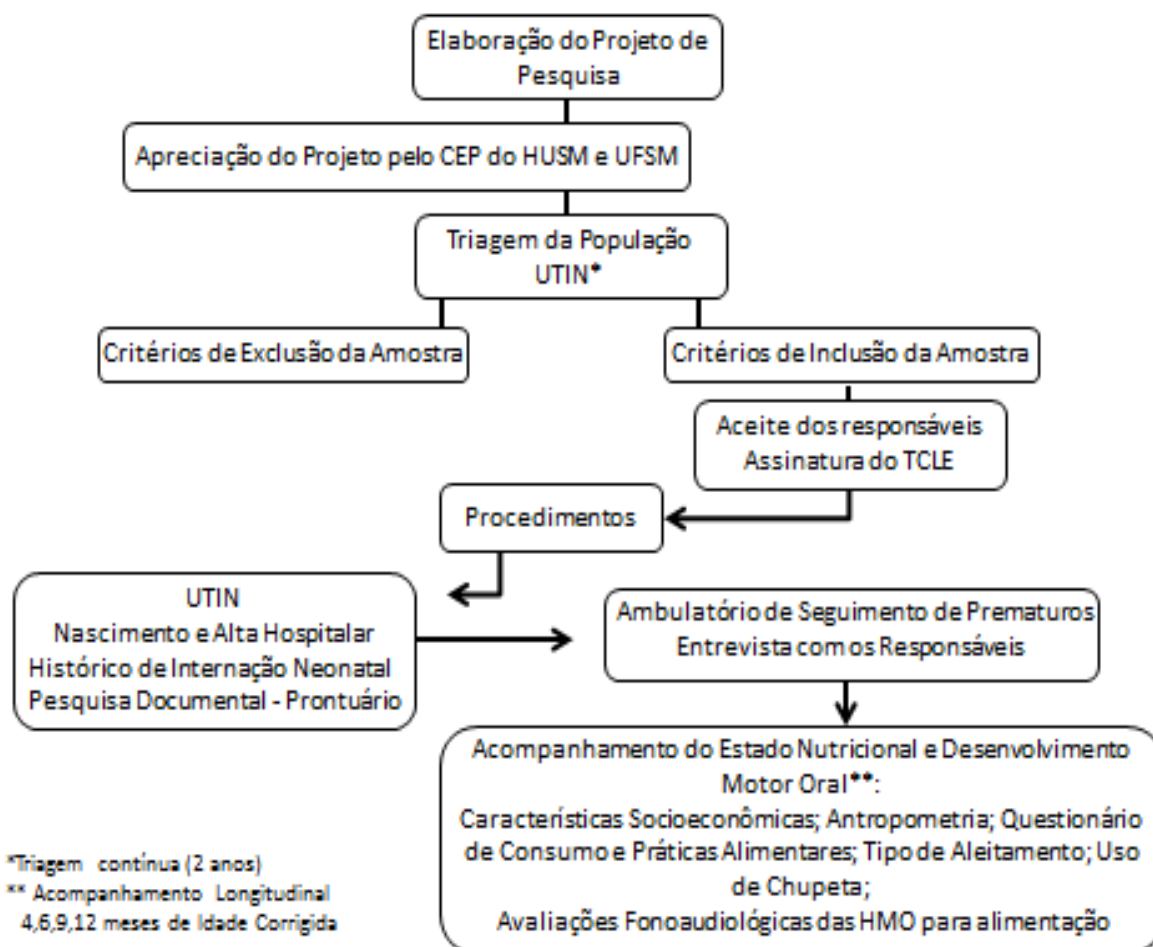 Elaboração do Projeto de
Pesquisa
Apreciação do Projeto pelo CEP do HUSM e UFSM
Triagem da População
UTIN*
Critérios de Exclusão da Amostra
Critérios de Inclusão da Amostra
Aceite dos responsáveis
Assinatura do TCLE
Procedimentos
UTIN
Nascimento e Alta Hospitalar
Histórico de Internação Neonatal
Pesquisa Documental - Prontuário
Ambulatório de Seguimento de Prematuros
Entrevista com os Responsáveis
Acompanhamento do Estado Nutricional e Desenvolvimento
Motor Oral**:
Características Socioeconômicas; Antropometria; Questionário
de Consumo e Práticas Alimentares; Tipo de Aleitamento; Uso
de Chupeta;
Avaliações Fonoaudiológicas das HMO para alimentação
*Triagem contínua (2 anos)
** Acompanhamento Longitudinal
4,6,9,12 meses de Idade Corrigida